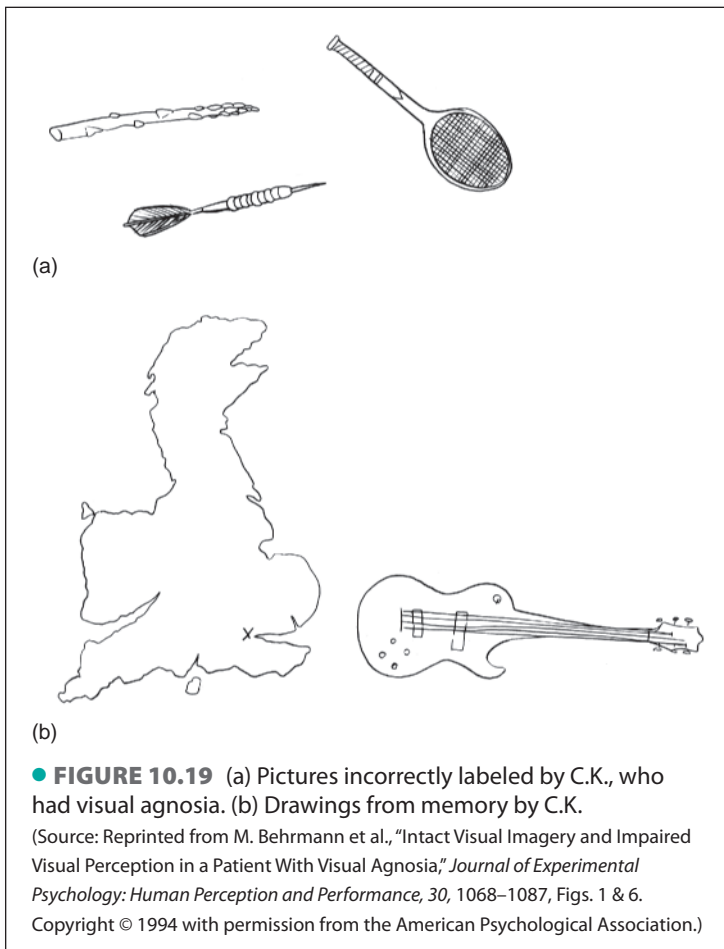 (a)
X
(b)
● FIGURE 10.19 (a) Pictures incorrectly labeled by C.K., who
had visual agnosia. (b) Drawings from memory by C.K.
(Source: Reprinted from M. Behrmann et al., “Intact Visual Imagery and Impaired
Visual Perception in a Patient With Visual Agnosia,” Journal of Experimental
Psychology: Human Perception and Performance, 30, 1068–1087, Figs. 1 & 6.
Copyright © 1994 with permission from the American Psychological Association.)